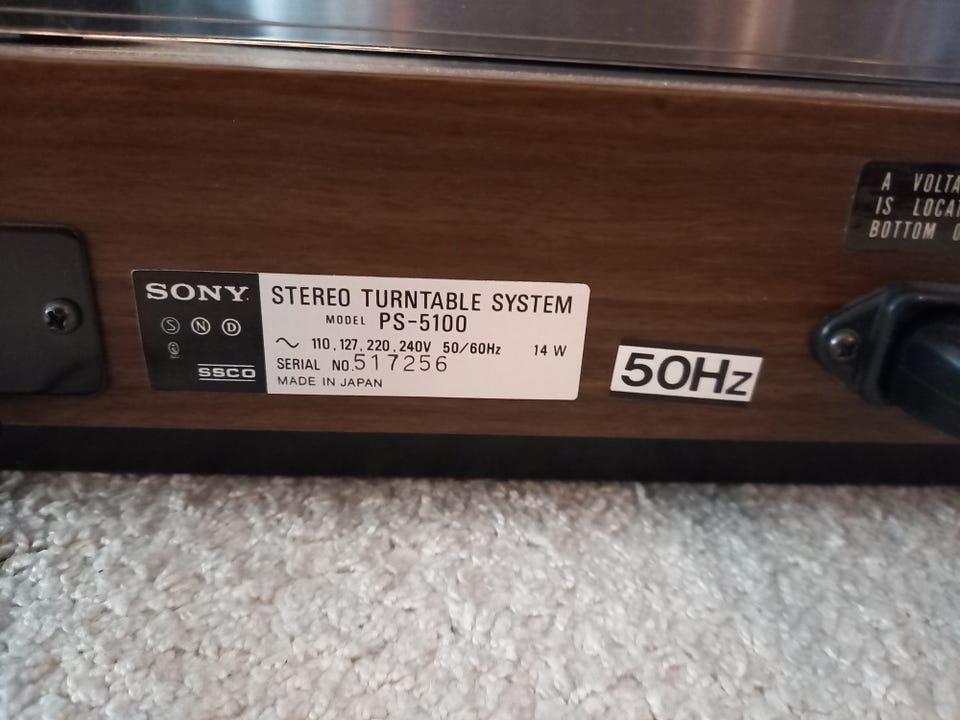 A VOLTA
IS LOCAT
BOTTOM O
SONY
S N D
SSCO
STEREO TURNTABLE SYSTEM
MODEL PS-5100
~ 110,127,220,240V 50/60Hz 14 W
SERIAL NO.517256
MADE IN JAPAN
50Hz